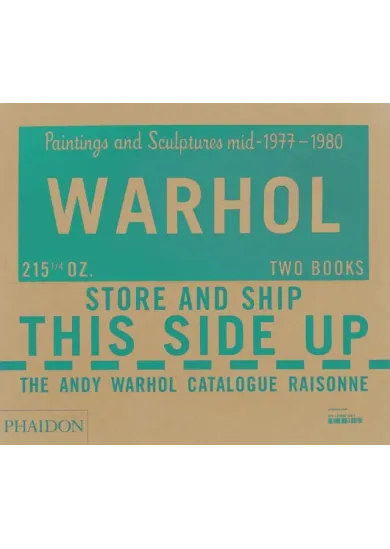 Paintings and Sculptures mid-1977–1980
WARHOL
215 1/4 OZ. TWO BOOKS
STORE AND SHIP
THIS SIDE UP
THE ANDY WARHOL CATALOGUE RAISONNE
PHAIDON